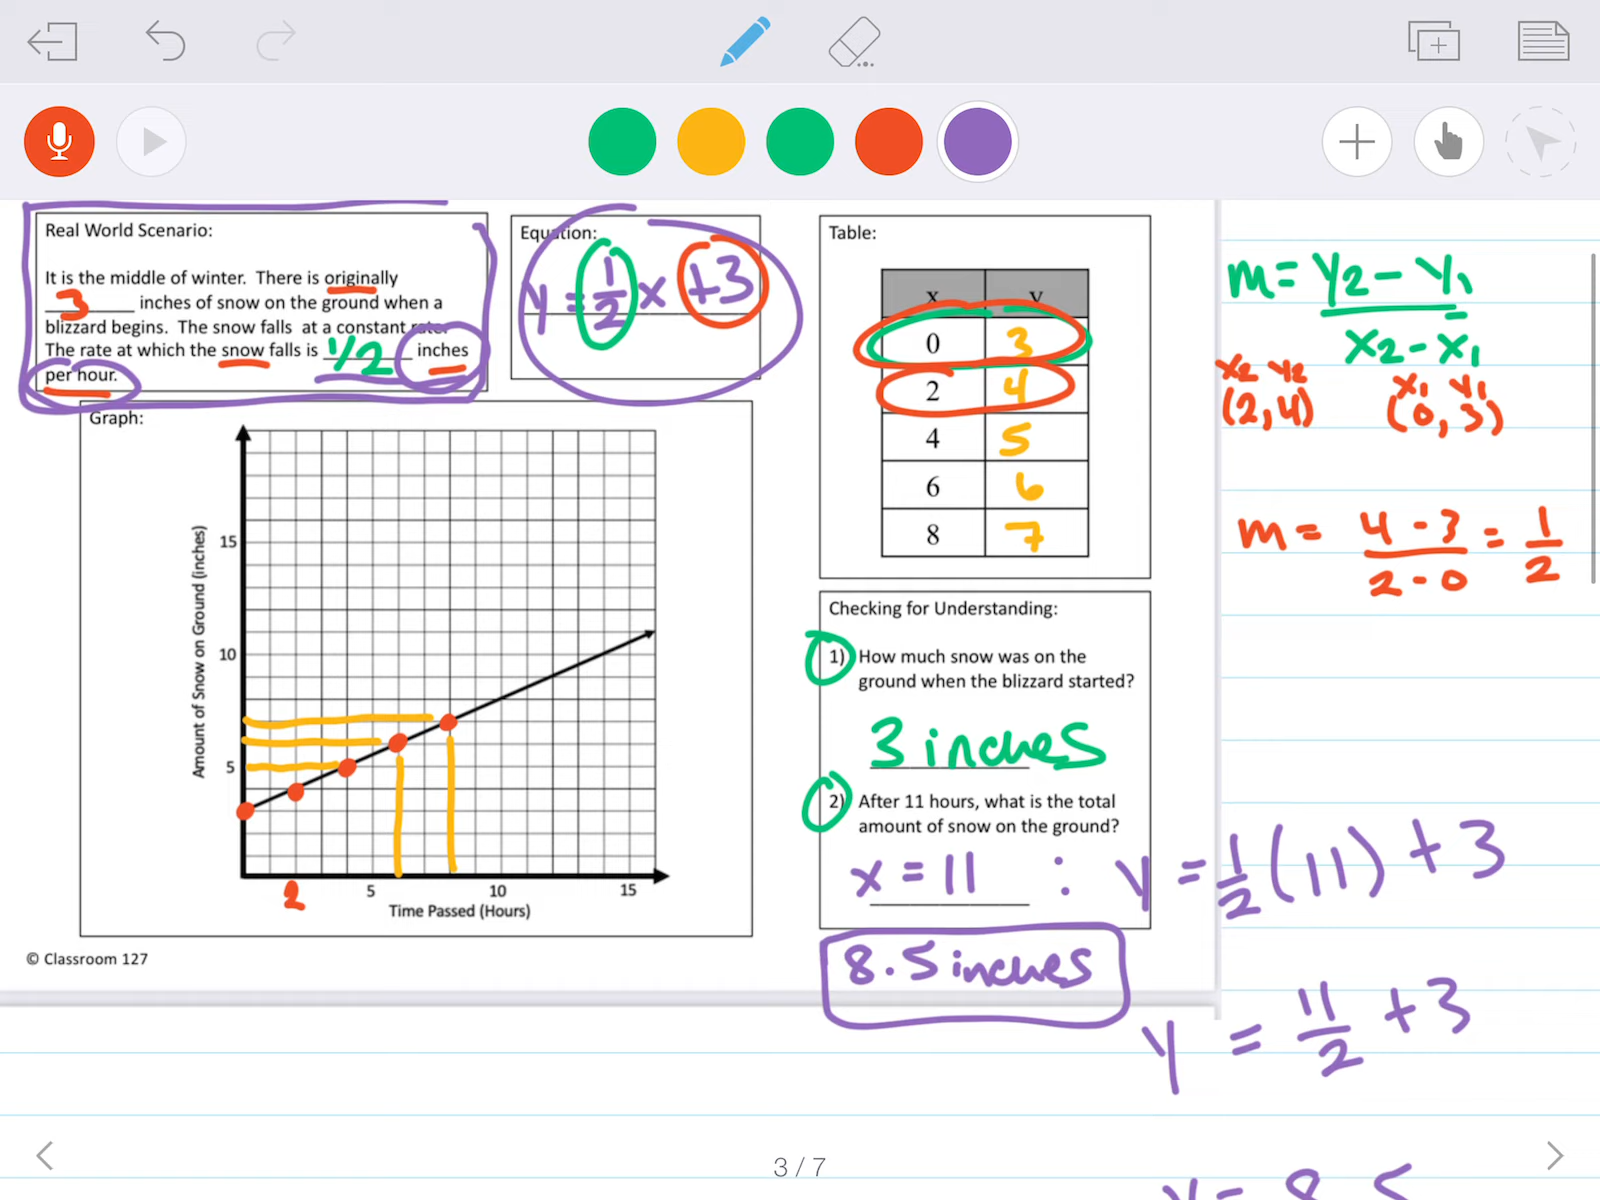 Real World Scenario:
It is the middle of winter. There is originally
3 inches of snow on the ground when a
blizzard begins. The snow falls at a constant rate.
The rate at which the snow falls is 1/2 inches
per hour.
Equation:
y = 1/2 x + 3
Table:
x y
0 3
2 4
4 5
6 6
8 7
m = y2 - y1
x2 - x1
x2 y2 x1 y1
(2,4) (0,3)
m = 4 - 3 = 1
2 - 0 2
Graph:
Amount of Snow on Ground (inches)
15
10
5
2 5 10 15
Time Passed (Hours)
Checking for Understanding:
1) How much snow was on the
ground when the blizzard started?
3 inches
2) After 11 hours, what is the total
amount of snow on the ground?
x = 11 : y = 1/2 (11) + 3
8.5 inches
y = 11/2 + 3
y = 8.5
© Classroom 127
3 / 7